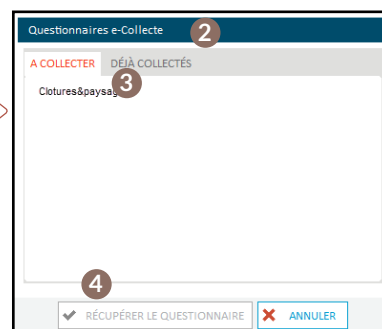 Questionnaires e-Collecte
2
A COLLECTER DÉJÀ COLLECTÉS
3
4
RÉCUPÉRER LE QUESTIONNAIRE ANNULER